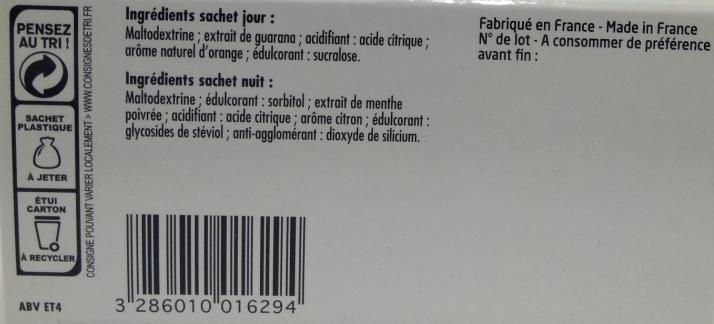 PENSEZ
AU TRI !
SACHET
PLASTIQUE
À JETER
ÉTUI
CARTON
À RECYCLER
CONSIGNE POUVANT VARIER LOCALEMENT > WWW.CONSIGNESDETRI.FR
ABV ET4
Ingrédients sachet jour :
Maltodextrine ; extrait de guarana ; acidifiant : acide citrique ;
arôme naturel d'orange ; édulcorant : sucralose.
Ingrédients sachet nuit :
Maltodextrine ; édulcorant : sorbitol ; extrait de menthe
poivrée ; acidifiant : acide citrique ; arôme citron ; édulcorant :
glycosides de stéviol ; anti-agglomérant : dioxyde de silicium.
3 286010 016294
Fabriqué en France - Made in France
N° de lot - A consommer de préférence
avant fin :